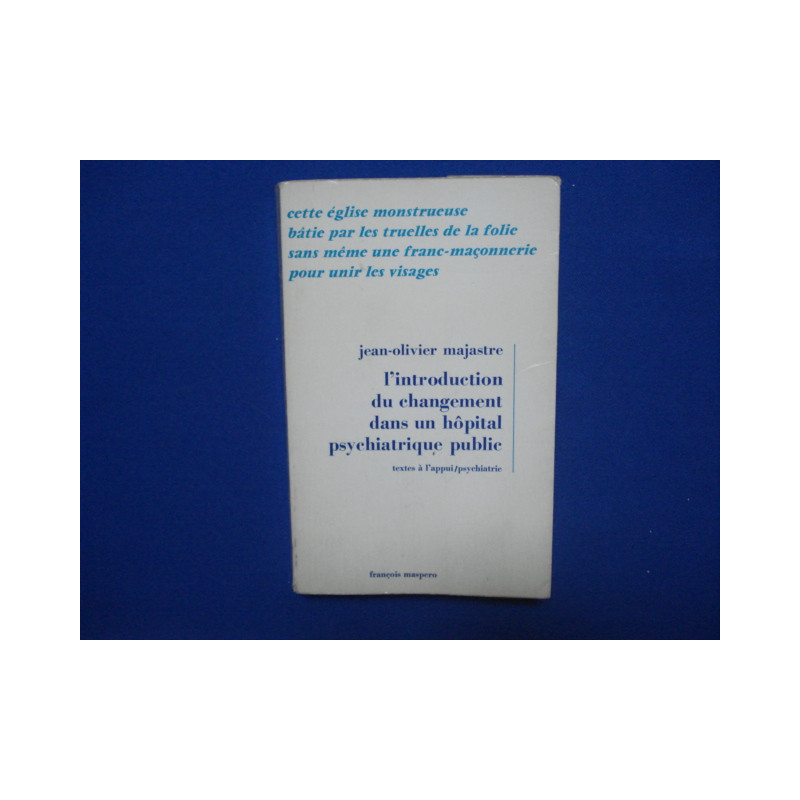 cette église monstrueuse
bâtie par les truelles de la folie
sans même une franc-maçonnerie
pour unir les visages
jean-olivier majastre
l'introduction
du changement
dans un hôpital
psychiatrique public
textes à l'appui/psychiatrie
françois maspero